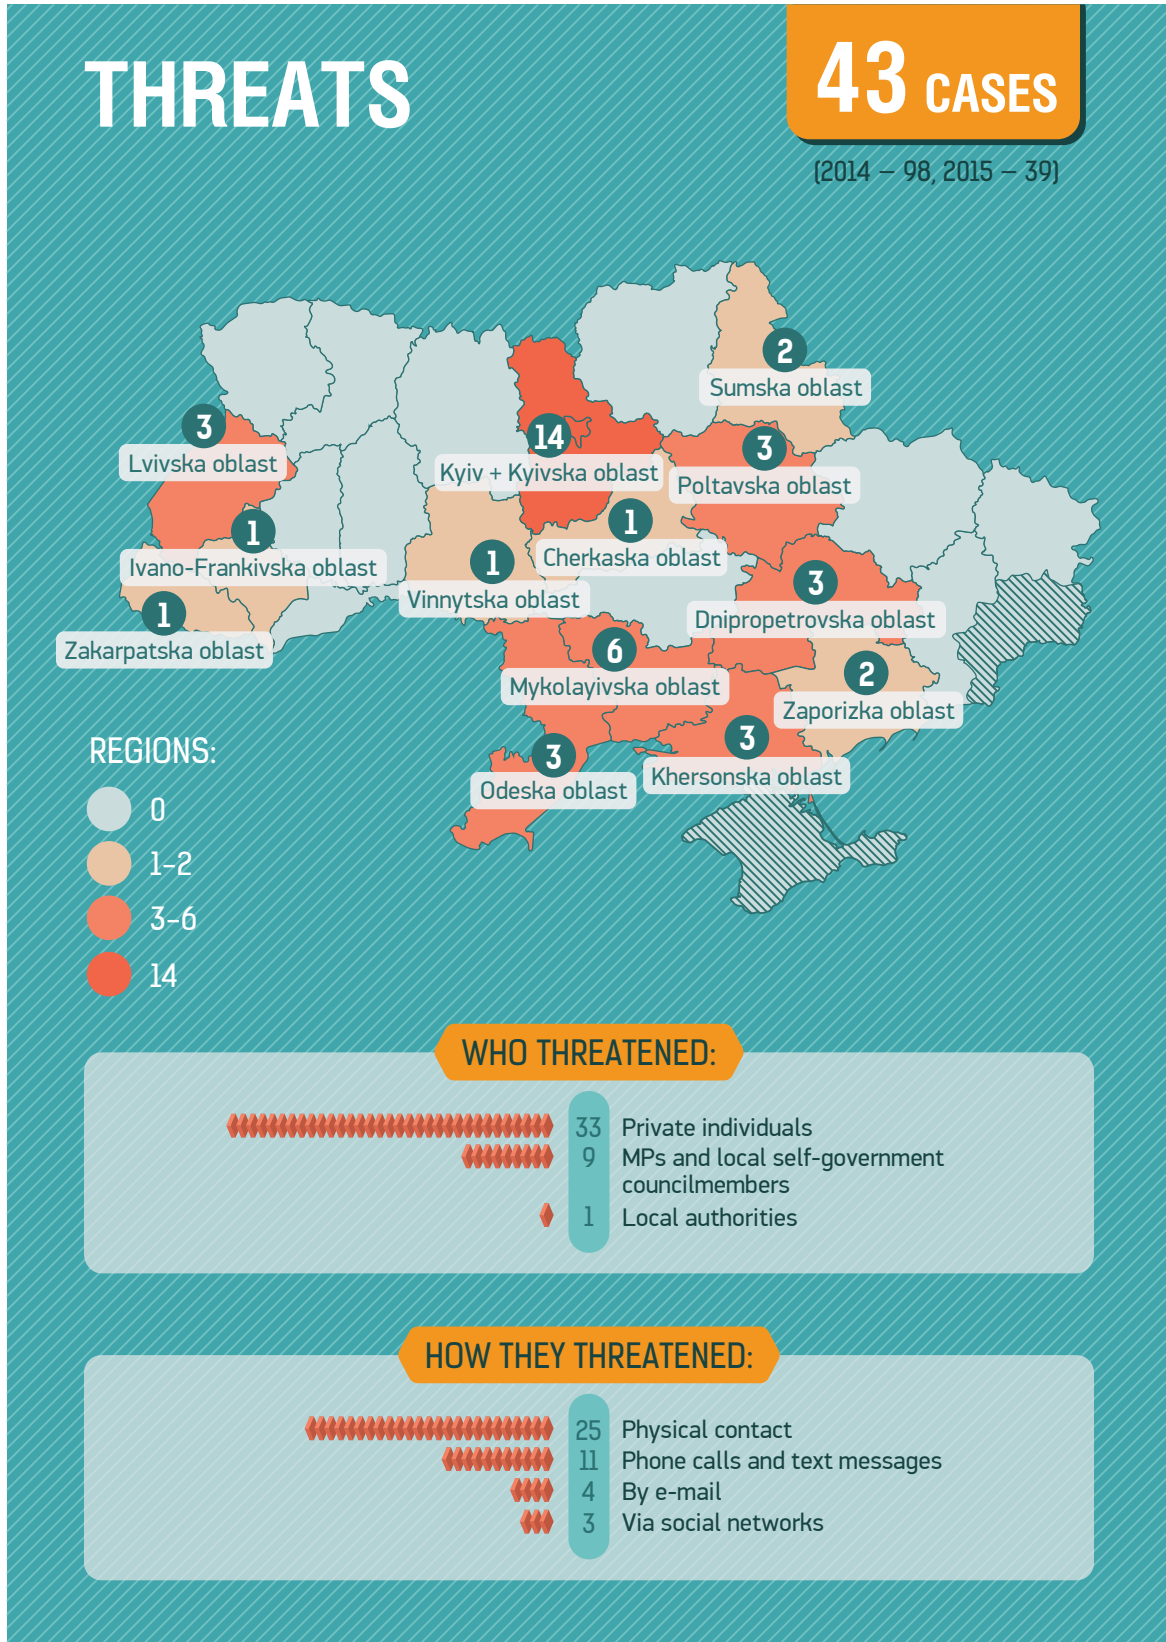 THREATS
43 CASES
(2014 – 98, 2015 – 39)
2
Sumska oblast
3
Lvivska oblast
14
Kyiv + Kyivska oblast
3
Poltavska oblast
1
Cherkaska oblast
1
Ivano-Frankivska oblast
1
Vinnytska oblast
3
Dnipropetrovska oblast
1
Zakarpatska oblast
6
Mykolayivska oblast
2
Zaporizka oblast
3
Khersonska oblast
3
Odeska oblast
REGIONS:
0
1–2
3–6
14
WHO THREATENED:
33 Private individuals
9 MPs and local self-government
councilmembers
1 Local authorities
HOW THEY THREATENED:
25 Physical contact
11 Phone calls and text messages
4 By e-mail
3 Via social networks